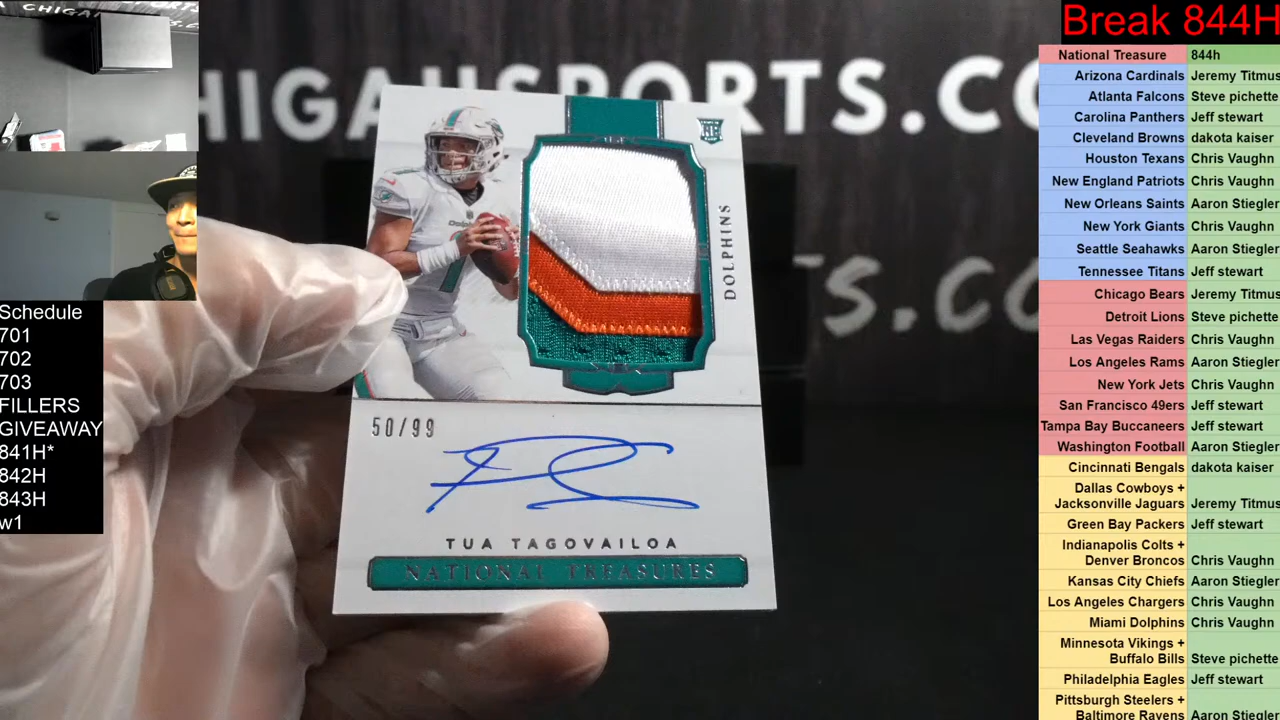 CHIGA
HIGAUSPORTS.CO
S.CO
Schedule
701
702
703
FILLERS
GIVEAWAY
841H*
842H
843H
w1
DOLPHINS
50/99
TUA TAGOVAILOA
NATIONAL TREASURES
Break 844H
National Treasure 844h
Arizona Cardinals Jeremy Titmus
Atlanta Falcons Steve pichette
Carolina Panthers Jeff stewart
Cleveland Browns dakota kaiser
Houston Texans Chris Vaughn
New England Patriots Chris Vaughn
New Orleans Saints Aaron Stiegler
New York Giants Chris Vaughn
Seattle Seahawks Aaron Stiegler
Tennessee Titans Jeff stewart
Chicago Bears Jeremy Titmus
Detroit Lions Steve pichette
Las Vegas Raiders Chris Vaughn
Los Angeles Rams Aaron Stiegler
New York Jets Chris Vaughn
San Francisco 49ers Jeff stewart
Tampa Bay Buccaneers Jeff stewart
Washington Football Aaron Stiegler
Cincinnati Bengals dakota kaiser
Dallas Cowboys +
Jacksonville Jaguars Jeremy Titmus
Green Bay Packers Jeff stewart
Indianapolis Colts +
Denver Broncos Chris Vaughn
Kansas City Chiefs Aaron Stiegler
Los Angeles Chargers Chris Vaughn
Miami Dolphins Chris Vaughn
Minnesota Vikings +
Buffalo Bills Steve pichette
Philadelphia Eagles Jeff stewart
Pittsburgh Steelers +
Baltimore Ravens Aaron Stiegler